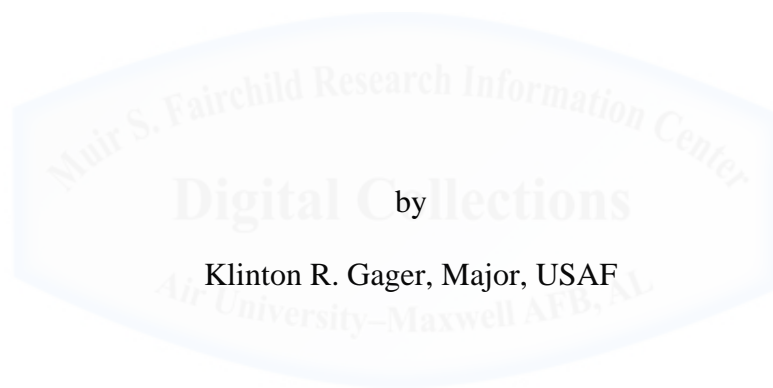 Muir S. Fairchild Research Information Center
Digital Collections
by
Klinton R. Gager, Major, USAF
Air University–Maxwell AFB, AL